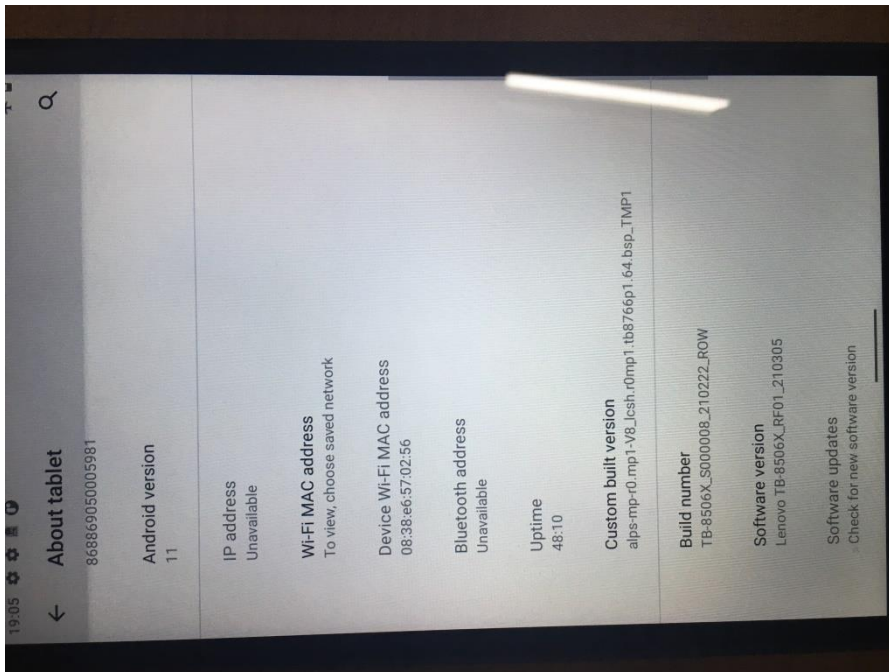 19:05
About tablet
868869050005981
Android version
11
IP address
Unavailable
Wi-Fi MAC address
To view, choose saved network
Device Wi-Fi MAC address
08:38:e6:57:02:56
Bluetooth address
Unavailable
Uptime
48:10
Custom built version
alps-mp-r0.mp1-V8_lcsh.r0mp1.tb8766p1.64.bsp_TMP1
Build number
TB-8506X_S000008_210222_ROW
Software version
Lenovo TB-8506X_RF01_210305
Software updates
Check for new software version